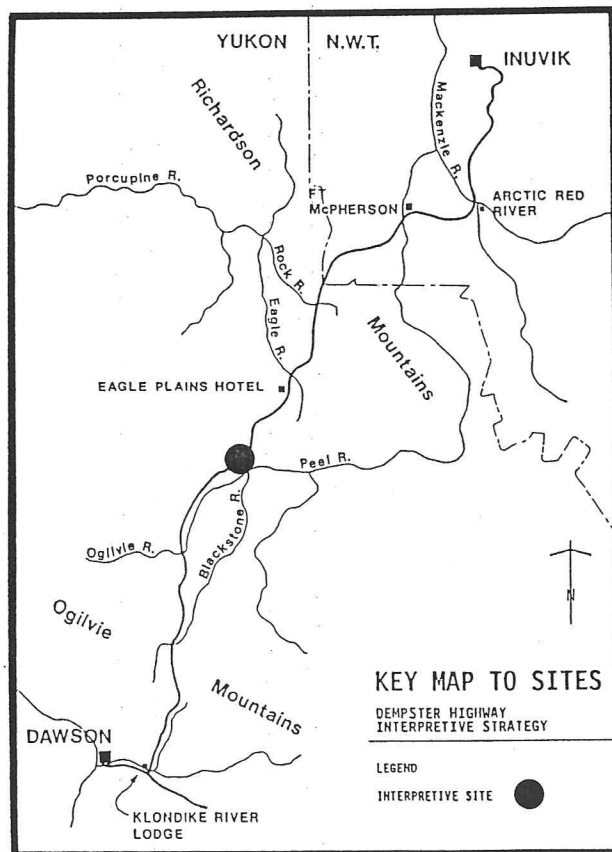 YUKON
N.W.T.
INUVIK
Richardson
Mackenzie R.
Porcupine R.
FT
McPHERSON
ARCTIC RED
RIVER
Rock R.
Eagle R.
Mountains
EAGLE PLAINS HOTEL
Peel R.
Blackstone R.
Ogilvie R.
N
Ogilvie
Mountains
KEY MAP TO SITES
DEMPSTER HIGHWAY
INTERPRETIVE STRATEGY
DAWSON
LEGEND
INTERPRETIVE SITE
KLONDIKE RIVER
LODGE